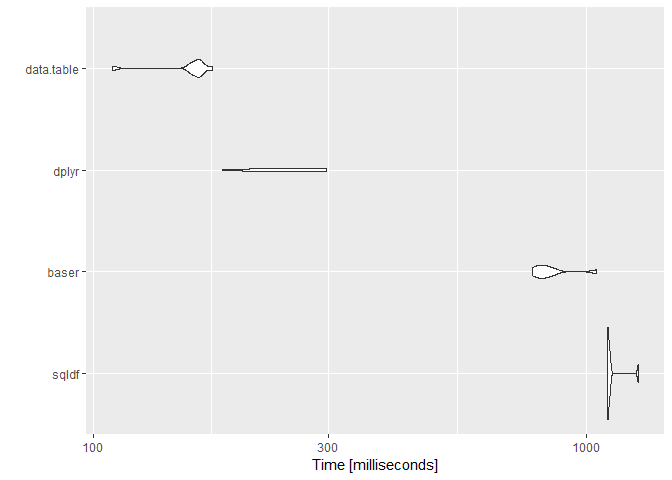 data.table
dplyr
baser
sqldf
100 300 1000
Time [milliseconds]